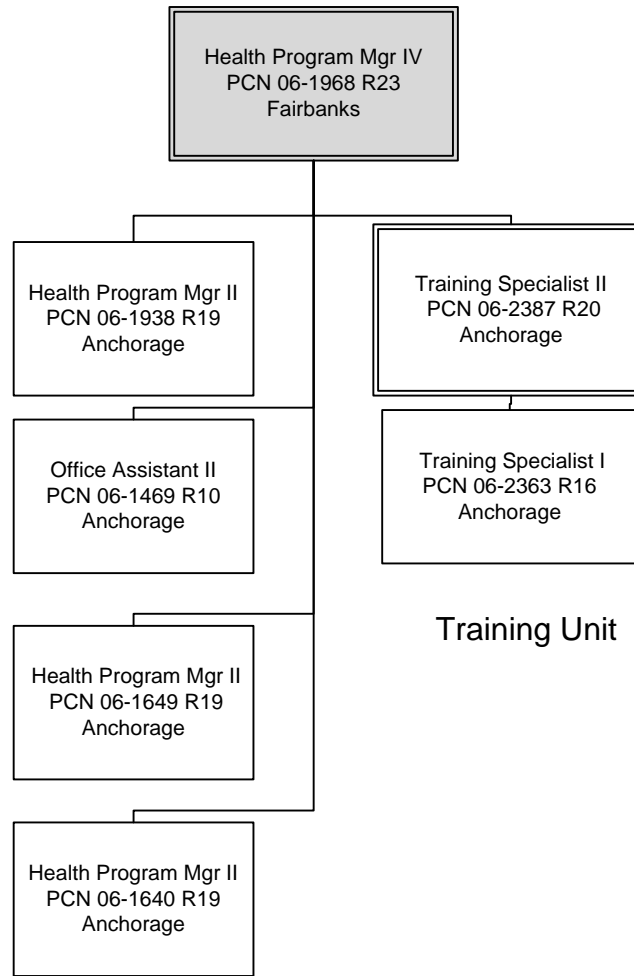 Health Program Mgr IV
PCN 06-1968 R23
Fairbanks
Health Program Mgr II
PCN 06-1938 R19
Anchorage
Office Assistant II
PCN 06-1469 R10
Anchorage
Health Program Mgr II
PCN 06-1649 R19
Anchorage
Health Program Mgr II
PCN 06-1640 R19
Anchorage
Training Specialist II
PCN 06-2387 R20
Anchorage
Training Specialist I
PCN 06-2363 R16
Anchorage
Training Unit